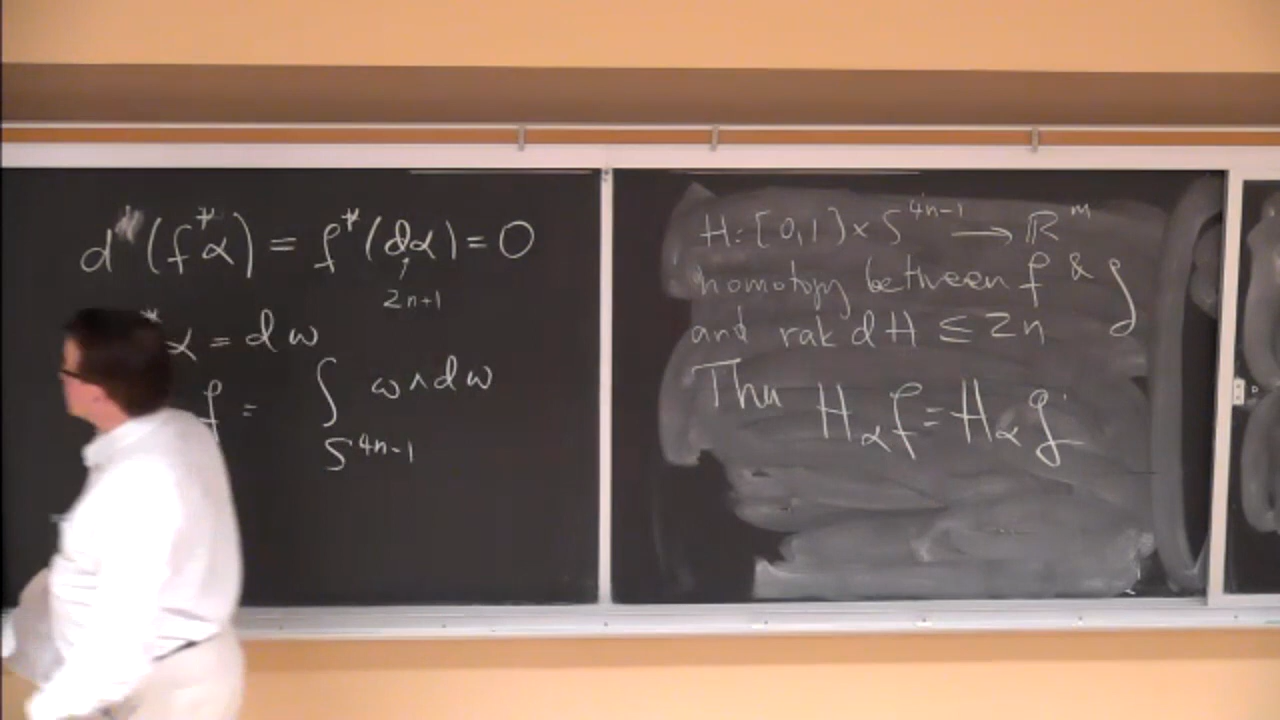 d (f*α) = f*(dα) = 0
2n+1
* α = dω
f = ∫ ω∧dω
S^{4n-1}
H: [0,1] × S^{4n-1} → ℝ^m
homotopy between f & g
and rak dH ≤ 2n
Then H_α f = H_α g